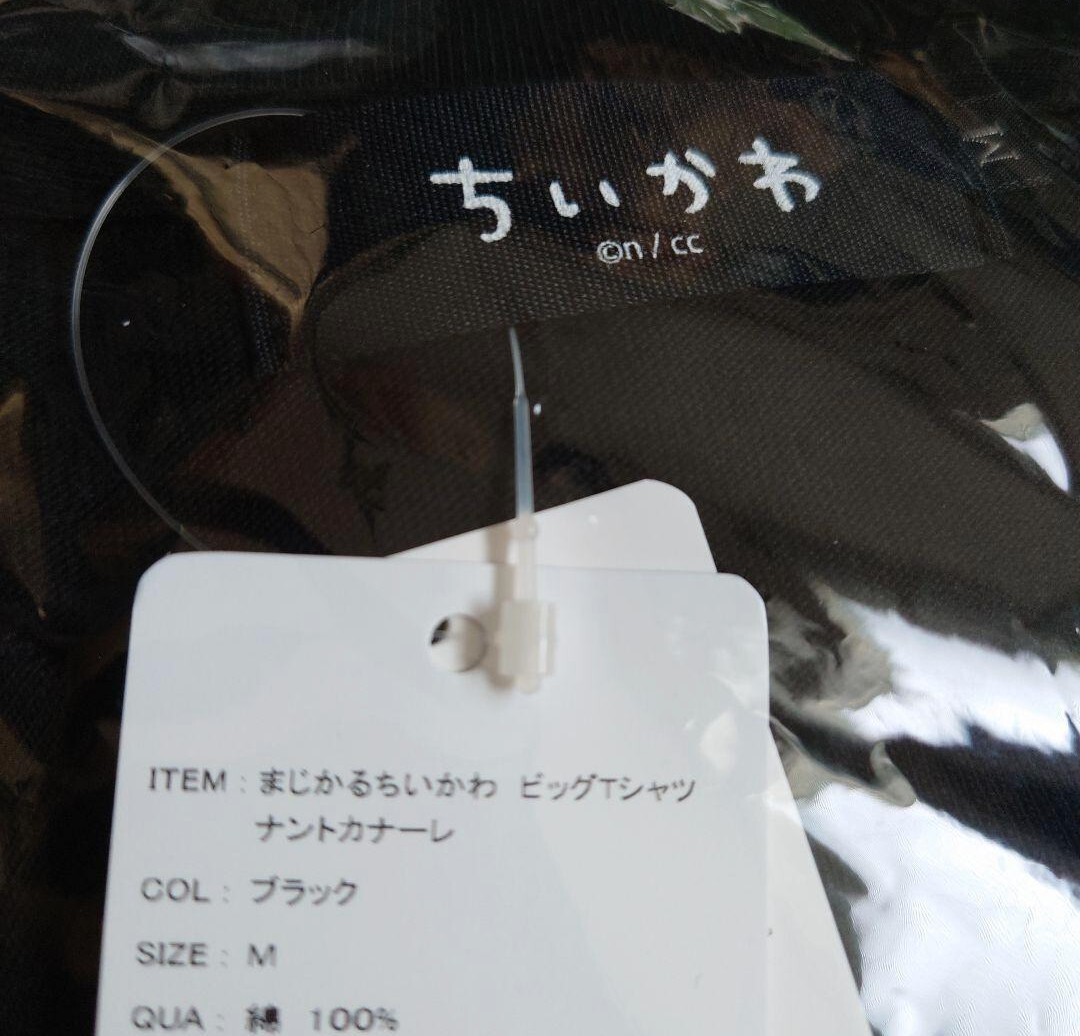 ちいかわ
©n / cc
M
ITEM : まじかるちいかわ ビッグTシャツ
ナントカナーレ
COL : ブラック
SIZE : M
QUA : 綿 100%